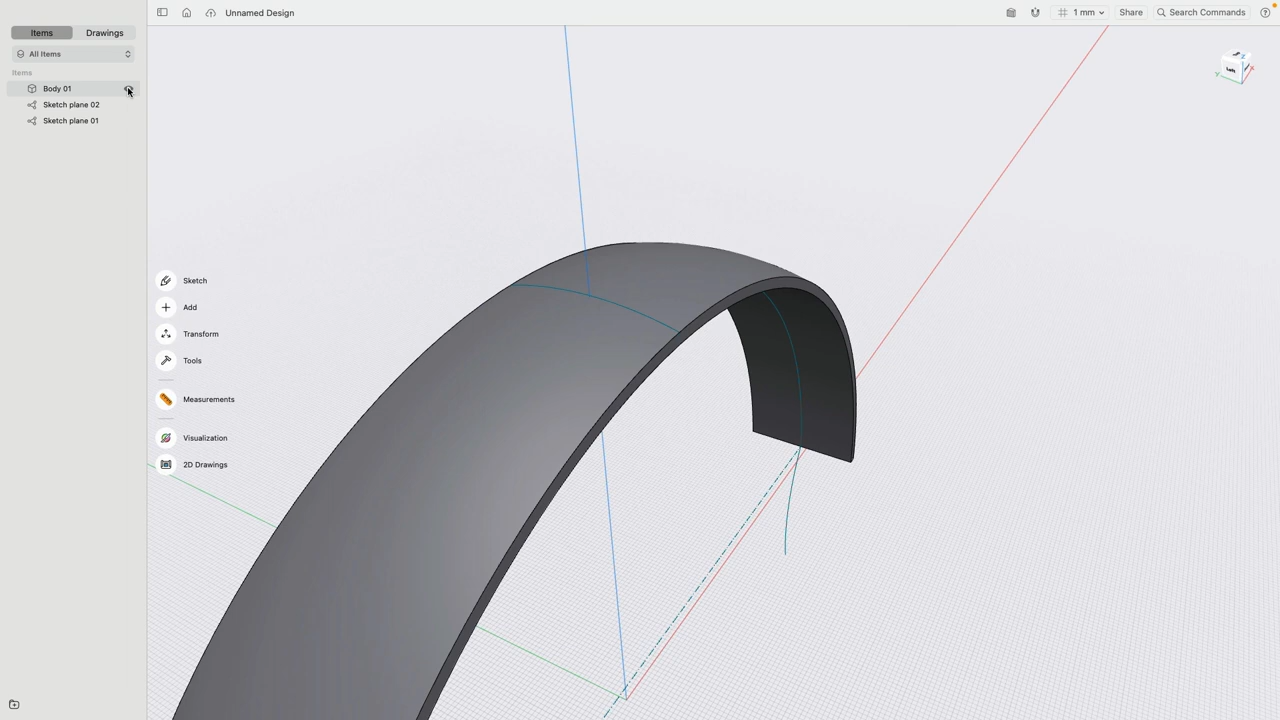 Unnamed Design
1 mm
Share
Search Commands
Items
Drawings
All Items
Items
Body 01
Sketch plane 02
Sketch plane 01
Sketch
Add
Transform
Tools
Measurements
Visualization
2D Drawings
Left
Y
X